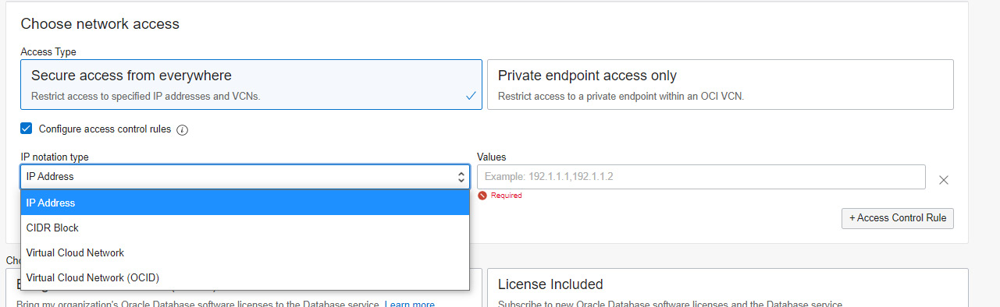 Choose network access
Access Type
Secure access from everywhere
Restrict access to specified IP addresses and VCNs.
Private endpoint access only
Restrict access to a private endpoint within an OCI VCN.
Configure access control rules
IP notation type
Values
IP Address
Example: 192.1.1.1,192.1.1.2
Required
IP Address
CIDR Block
Virtual Cloud Network
Virtual Cloud Network (OCID)
+ Access Control Rule
License Included
Bring my organization's Oracle Database software licenses to the Database service. Learn more
Subscribe to new Oracle Database software licenses and the Database service.